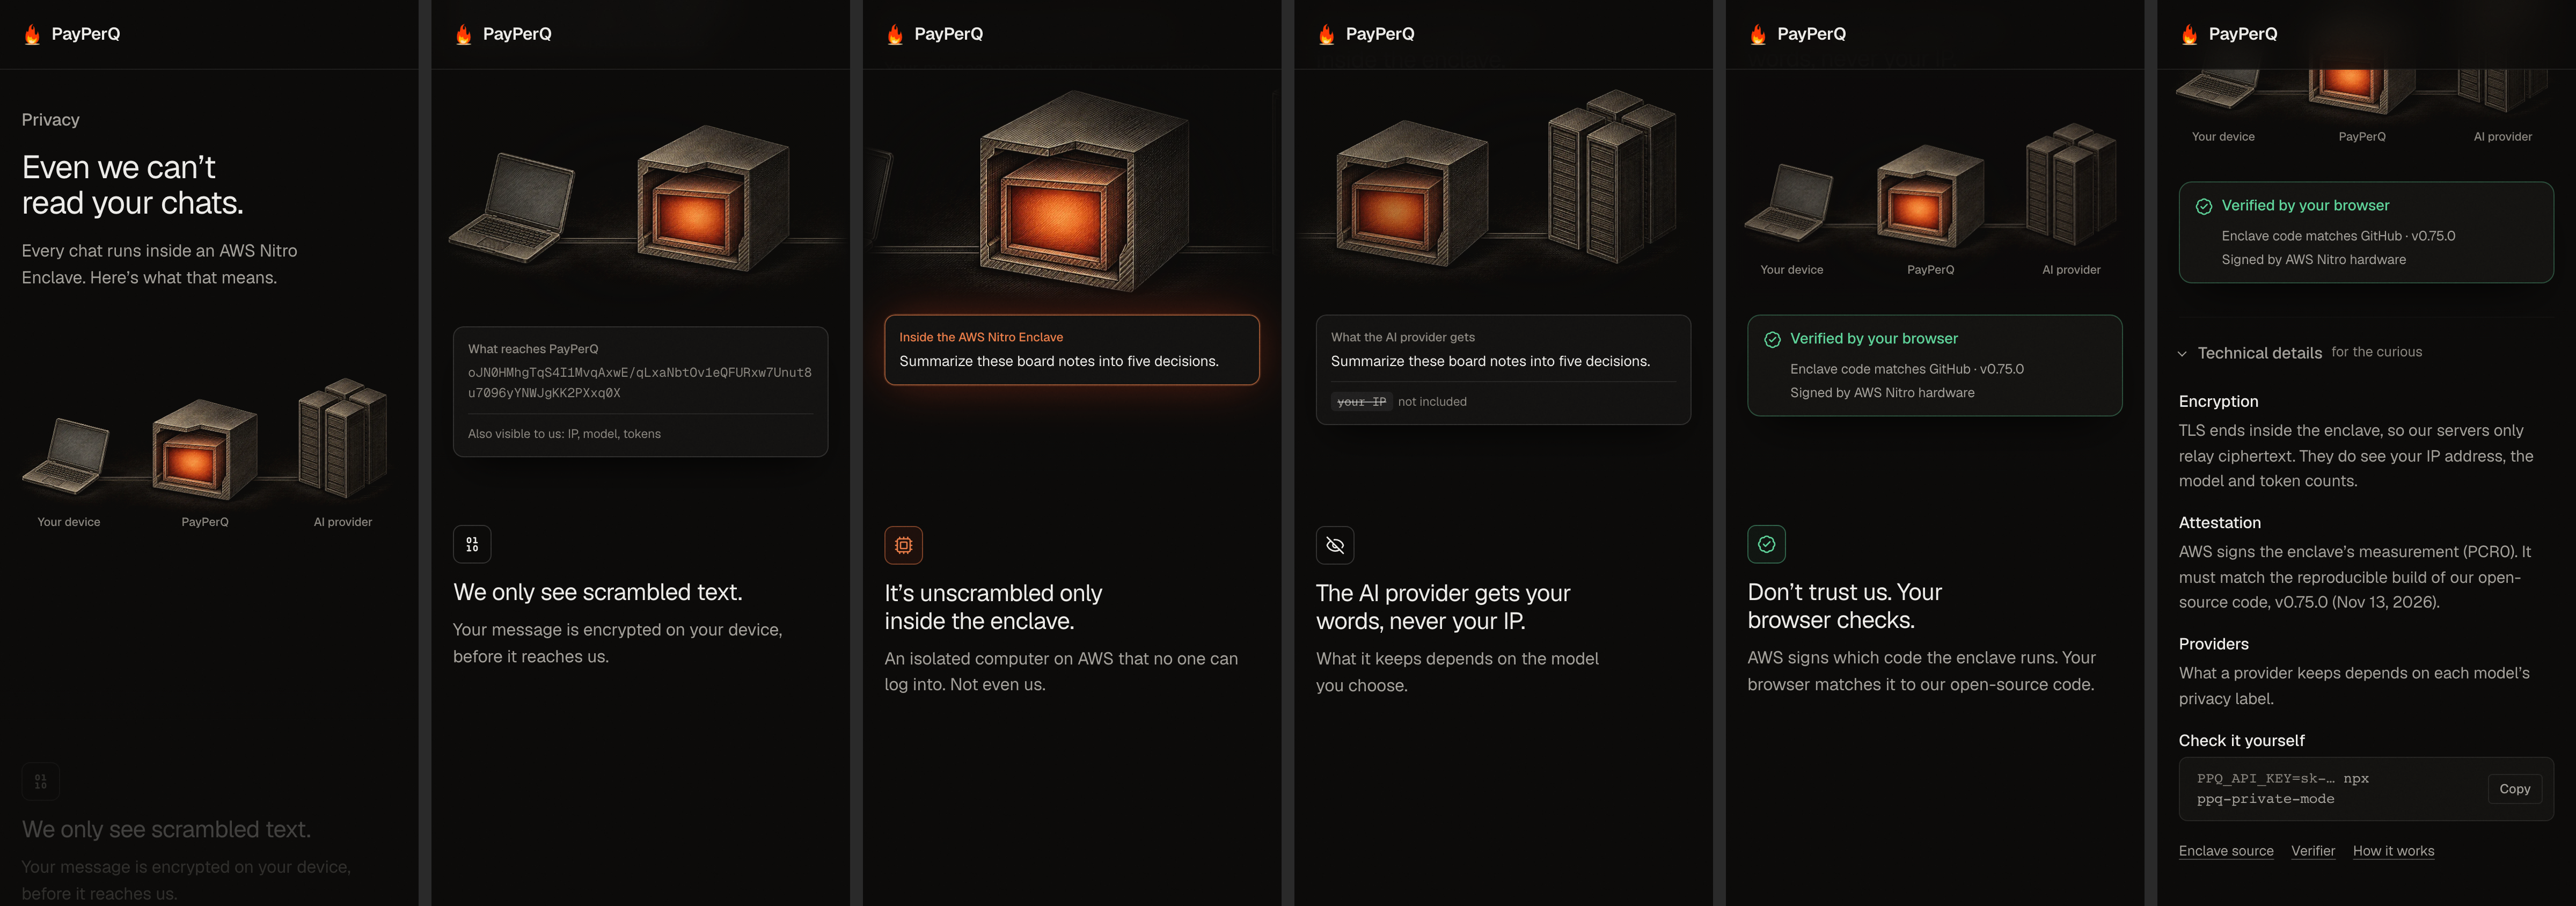 PayPerQ
Privacy
Even we can’t
read your chats.
Every chat runs inside an AWS Nitro
Enclave. Here’s what that means.
Your device
PayPerQ
AI provider
01
10
We only see scrambled text.
Your message is encrypted on your device,
before it reaches us.
PayPerQ
What reaches PayPerQ
oJN0HMhgTqS4I1MvqAxwE/qLxaNbtOv1eQFURxw7Unut8
u7096yYNWJgKK2PXxq0X
Also visible to us: IP, model, tokens
01
10
We only see scrambled text.
Your message is encrypted on your device,
before it reaches us.
PayPerQ
Inside the AWS Nitro Enclave
Summarize these board notes into five decisions.
It’s unscrambled only
inside the enclave.
An isolated computer on AWS that no one can
log into. Not even us.
PayPerQ
What the AI provider gets
Summarize these board notes into five decisions.
your IP not included
The AI provider gets your
words, never your IP.
What it keeps depends on the model
you choose.
PayPerQ
Your device
PayPerQ
AI provider
Verified by your browser
Enclave code matches GitHub · v0.75.0
Signed by AWS Nitro hardware
Don’t trust us. Your
browser checks.
AWS signs which code the enclave runs. Your
browser matches it to our open-source code.
PayPerQ
Your device
PayPerQ
AI provider
Verified by your browser
Enclave code matches GitHub · v0.75.0
Signed by AWS Nitro hardware
Technical details for the curious
Encryption
TLS ends inside the enclave, so our servers only
relay ciphertext. They do see your IP address, the
model and token counts.
Attestation
AWS signs the enclave’s measurement (PCR0). It
must match the reproducible build of our open-
source code, v0.75.0 (Nov 13, 2026).
Providers
What a provider keeps depends on each model’s
privacy label.
Check it yourself
PPQ_API_KEY=sk-… npx
ppq-private-mode
Copy
Enclave source
Verifier
How it works